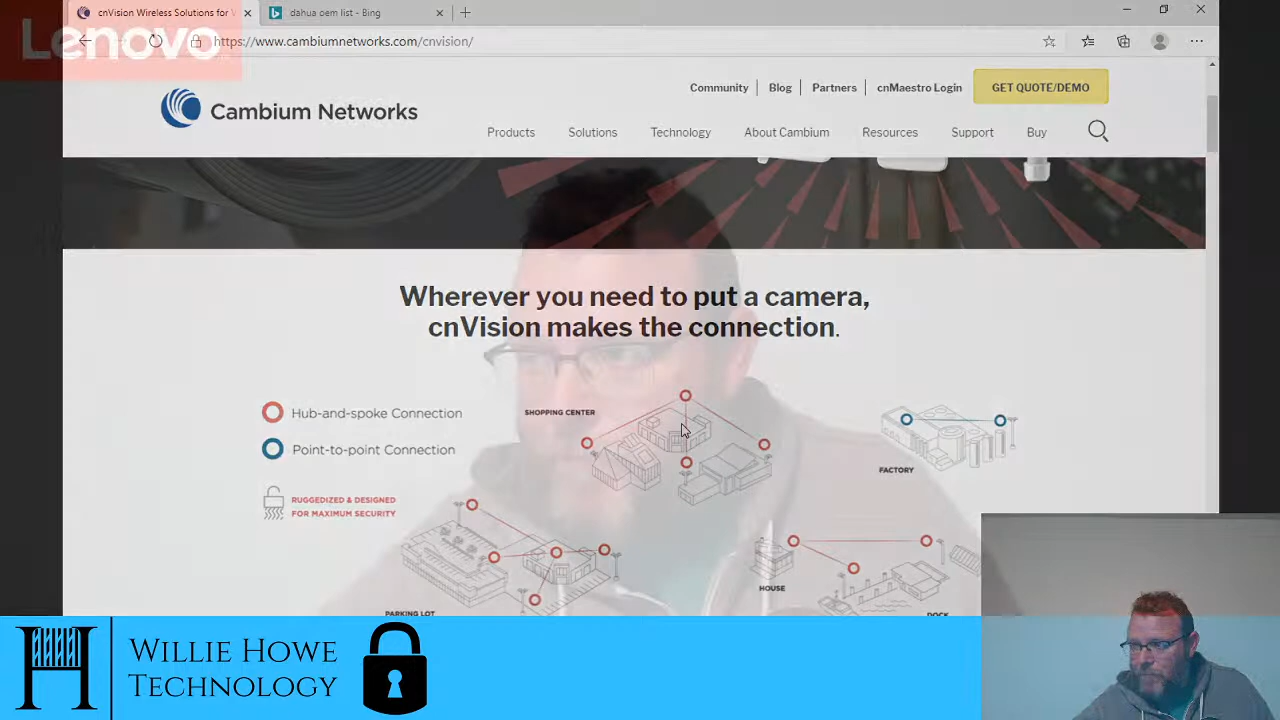 cnVision Wireless Solutions for V
dahua oem list - Bing
Lenovo
https://www.cambiumnetworks.com/cnvision/
Community
Blog
Partners
cnMaestro Login
GET QUOTE/DEMO
Cambium Networks
Products
Solutions
Technology
About Cambium
Resources
Support
Buy
Wherever you need to put a camera,
cnVision makes the connection.
Hub-and-spoke Connection
Point-to-point Connection
RUGGEDIZED & DESIGNED
FOR MAXIMUM SECURITY
SHOPPING CENTER
FACTORY
HOUSE
PARKING LOT
DOCK
WILLIE HOWE
TECHNOLOGY